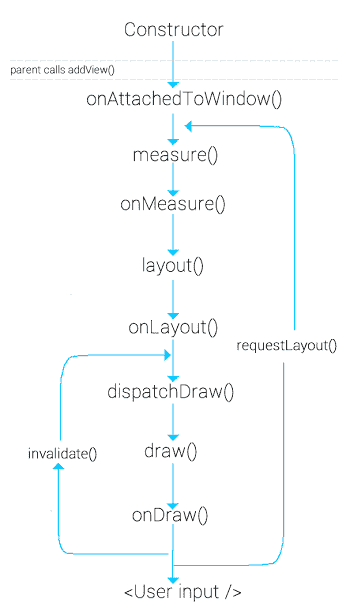 Constructor
parent calls addView()
onAttachedToWindow()
measure()
onMeasure()
layout()
onLayout()
requestLayout()
dispatchDraw()
invalidate()
draw()
onDraw()
<User input />